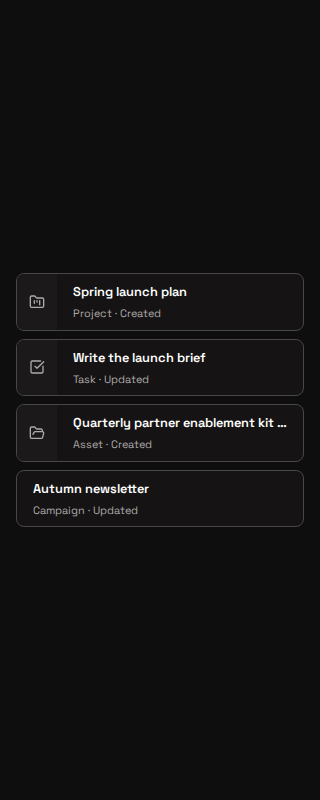 Spring launch plan
Project · Created
Write the launch brief
Task · Updated
Quarterly partner enablement kit ...
Asset · Created
Autumn newsletter
Campaign · Updated